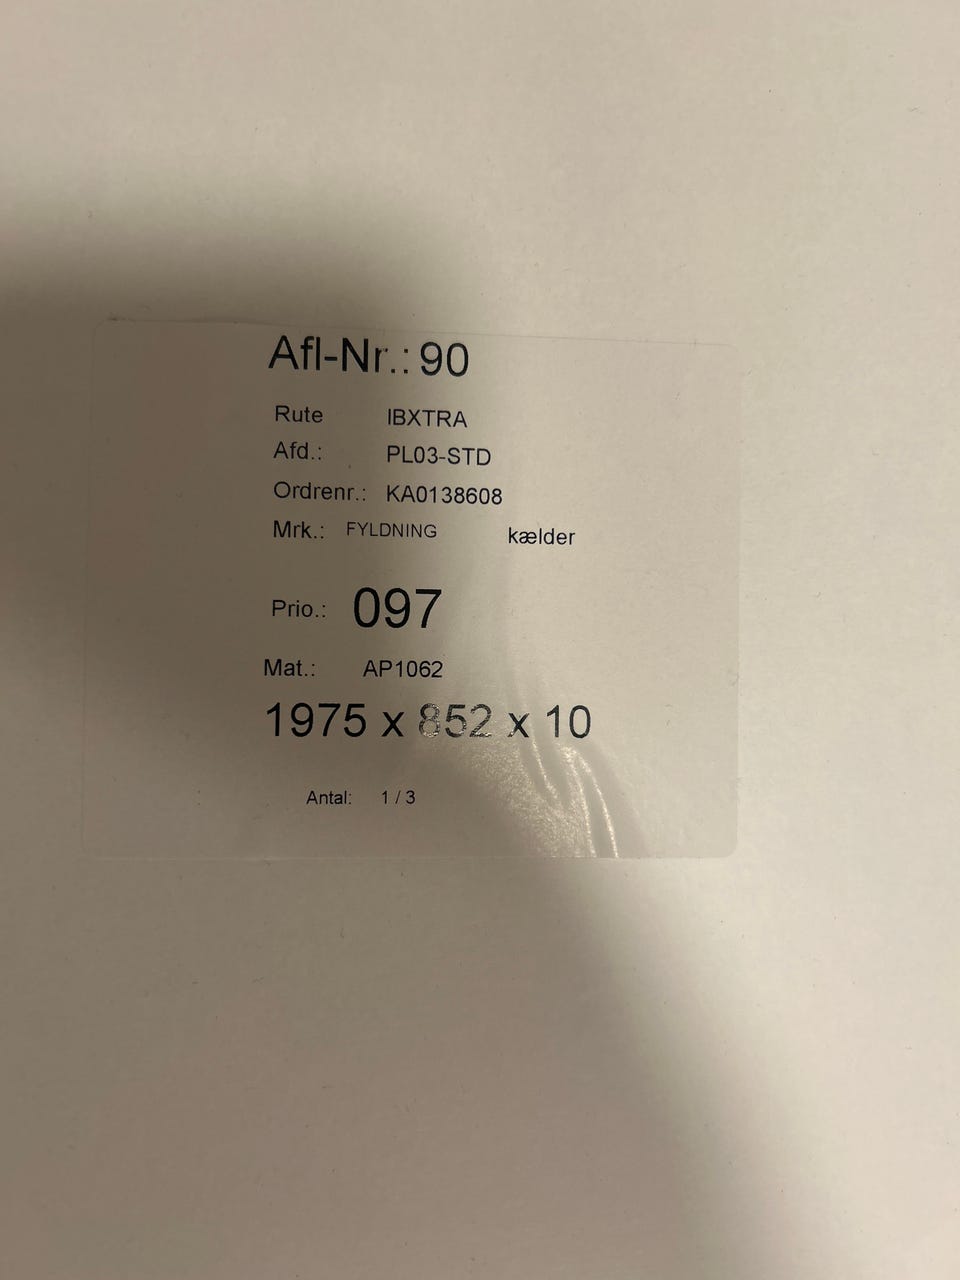 Afl-Nr.: 90
Rute IBXTRA
Afd.: PL03-STD
Ordrenr.: KA0138608
Mrk.: FYLDNING kælder
Prio.: 097
Mat.: AP1062
1975 x 852 x 10
Antal: 1 / 3